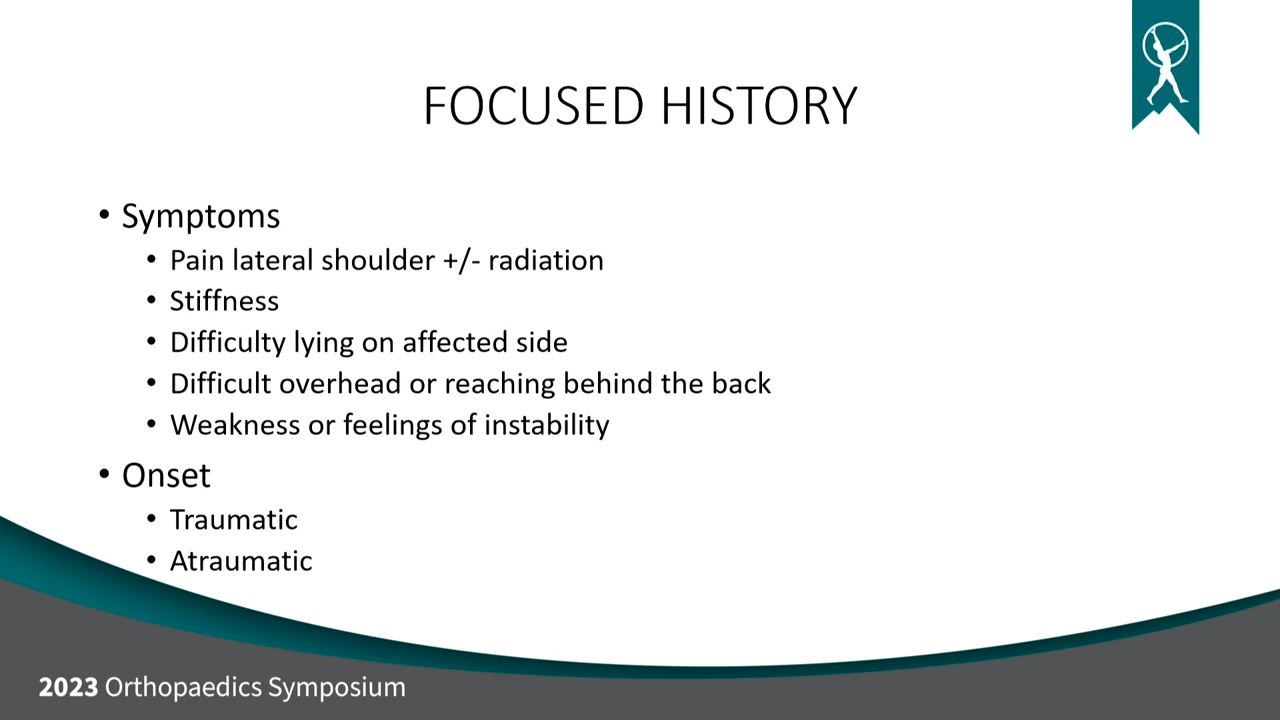 FOCUSED HISTORY
• Symptoms
• Pain lateral shoulder +/- radiation
• Stiffness
• Difficulty lying on affected side
• Difficult overhead or reaching behind the back
• Weakness or feelings of instability
• Onset
• Traumatic
• Atraumatic
2023 Orthopaedics Symposium